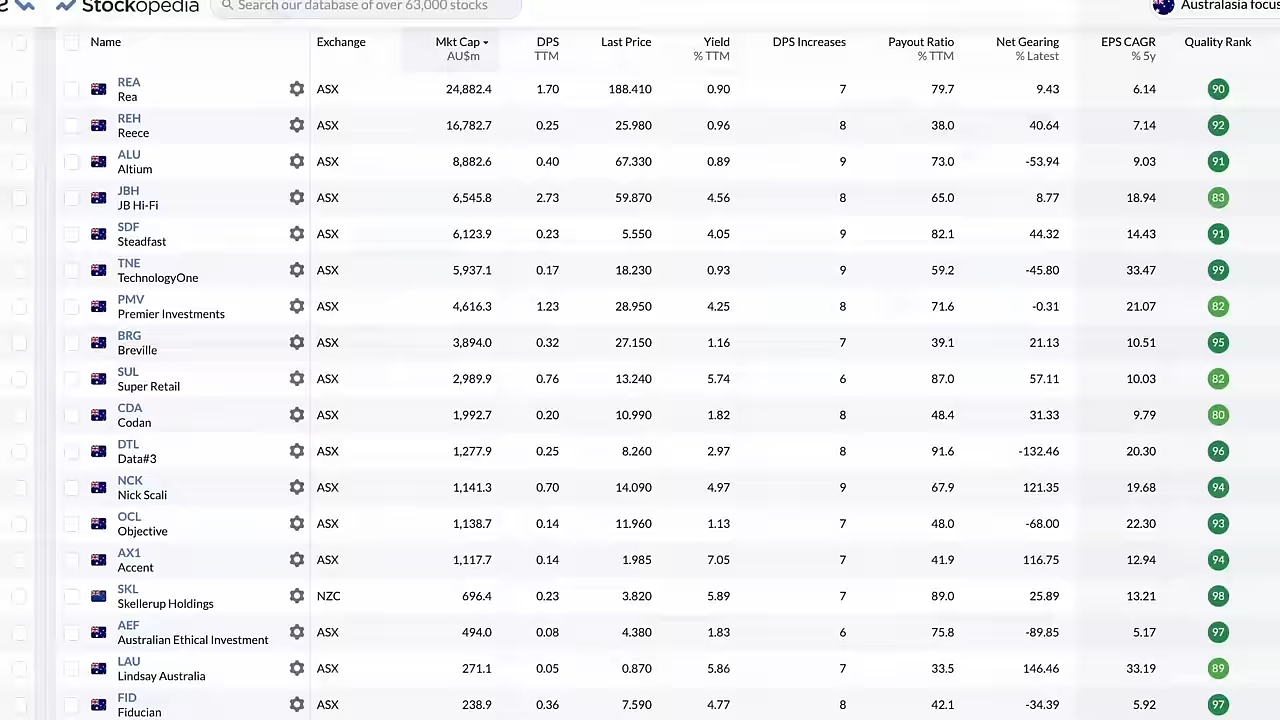 Stockopedia Search our database of over 63,000 stocks Australasia focus
Name Exchange Mkt Cap DPS Last Price Yield DPS Increases Payout Ratio Net Gearing EPS CAGR Quality Rank
AU$m TTM % TTM % TTM % Latest % 5y
REA
Rea ASX 24,882.4 1.70 188.410 0.90 7 79.7 9.43 6.14 90
REH
Reece ASX 16,782.7 0.25 25.980 0.96 8 38.0 40.64 7.14 92
ALU
Altium ASX 8,882.6 0.40 67.330 0.89 9 73.0 -53.94 9.03 91
JBH
JB Hi-Fi ASX 6,545.8 2.73 59.870 4.56 8 65.0 8.77 18.94 83
SDF
Steadfast ASX 6,123.9 0.23 5.550 4.05 9 82.1 44.32 14.43 91
TNE
TechnologyOne ASX 5,937.1 0.17 18.230 0.93 9 59.2 -45.80 33.47 99
PMV
Premier Investments ASX 4,616.3 1.23 28.950 4.25 8 71.6 -0.31 21.07 82
BRG
Breville ASX 3,894.0 0.32 27.150 1.16 7 39.1 21.13 10.51 95
SUL
Super Retail ASX 2,989.9 0.76 13.240 5.74 6 87.0 57.11 10.03 82
CDA
Codan ASX 1,992.7 0.20 10.990 1.82 8 48.4 31.33 9.79 80
DTL
Data#3 ASX 1,277.9 0.25 8.260 2.97 8 91.6 -132.46 20.30 96
NCK
Nick Scali ASX 1,141.3 0.70 14.090 4.97 9 67.9 121.35 19.68 94
OCL
Objective ASX 1,138.7 0.14 11.960 1.13 7 48.0 -68.00 22.30 93
AX1
Accent ASX 1,117.7 0.14 1.985 7.05 7 41.9 116.75 12.94 94
SKL
Skellerup Holdings NZC 696.4 0.23 3.820 5.89 7 89.0 25.89 13.21 98
AEF
Australian Ethical Investment ASX 494.0 0.08 4.380 1.83 6 75.8 -89.85 5.17 97
LAU
Lindsay Australia ASX 271.1 0.05 0.870 5.86 7 33.5 146.46 33.19 89
FID
Fiducian ASX 238.9 0.36 7.590 4.77 8 42.1 -34.39 5.92 97